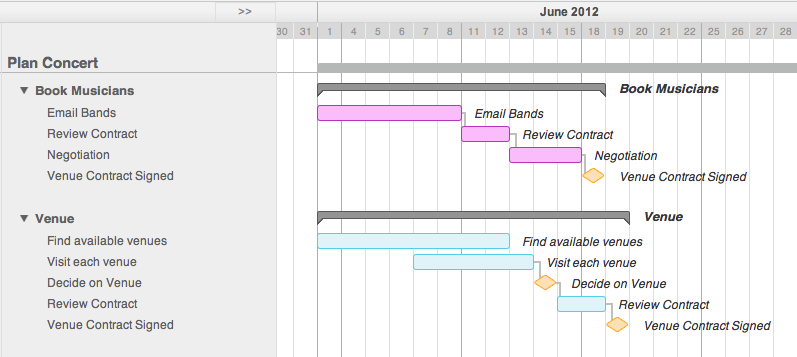 >> June 2012
30 31 1 4 5 6 7 8 11 12 13 14 15 18 19 20 21 22 25 26 27 28
Plan Concert
▼ Book Musicians Book Musicians
Email Bands Email Bands
Review Contract Review Contract
Negotiation Negotiation
Venue Contract Signed Venue Contract Signed
▼ Venue Venue
Find available venues Find available venues
Visit each venue Visit each venue
Decide on Venue Decide on Venue
Review Contract Review Contract
Venue Contract Signed Venue Contract Signed